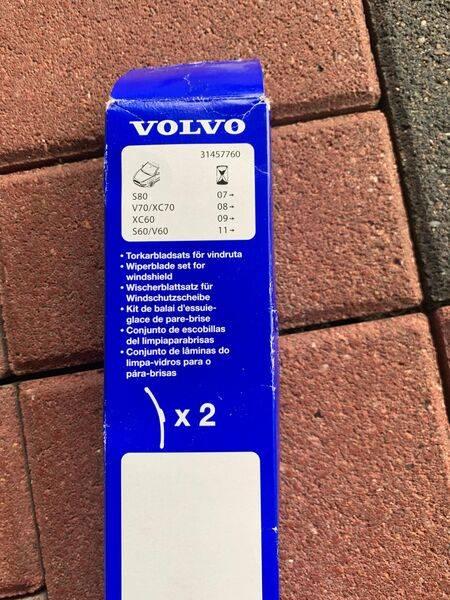 VOLVO
31457760
S80 07→
V70/XC70 08→
XC60 09→
S60/V60 11→
• Torkarbladsats för vindruta
• Wiperblade set for
windshield
• Wischerblattsatz für
Windschutzscheibe
• Kit de balai d'essuie-
glace de pare-brise
• Conjunto de escobillas
del limpiaparabrisas
• Conjunto de lâminas do
limpa-vidros para o
pára-brisas
x 2